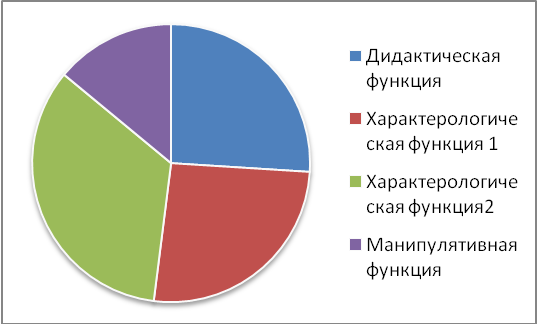 Дидактическая
функция
Характерологиче
ская функция 1
Характерологиче
ская функция2
Манипулятивная
функция